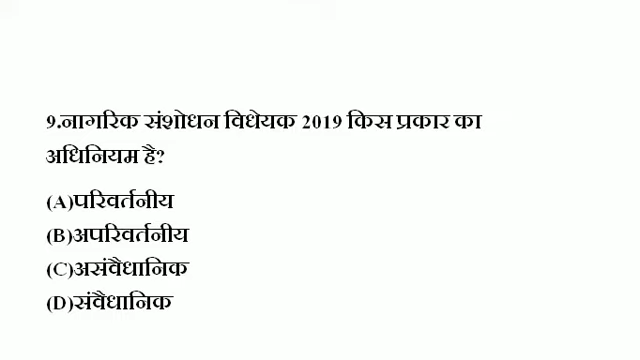 9.नागरिक संशोधन विधेयक 2019 किस प्रकार का
अधिनियम है?
(A)परिवर्तनीय
(B)अपरिवर्तनीय
(C)असंवैधानिक
(D)संवैधानिक